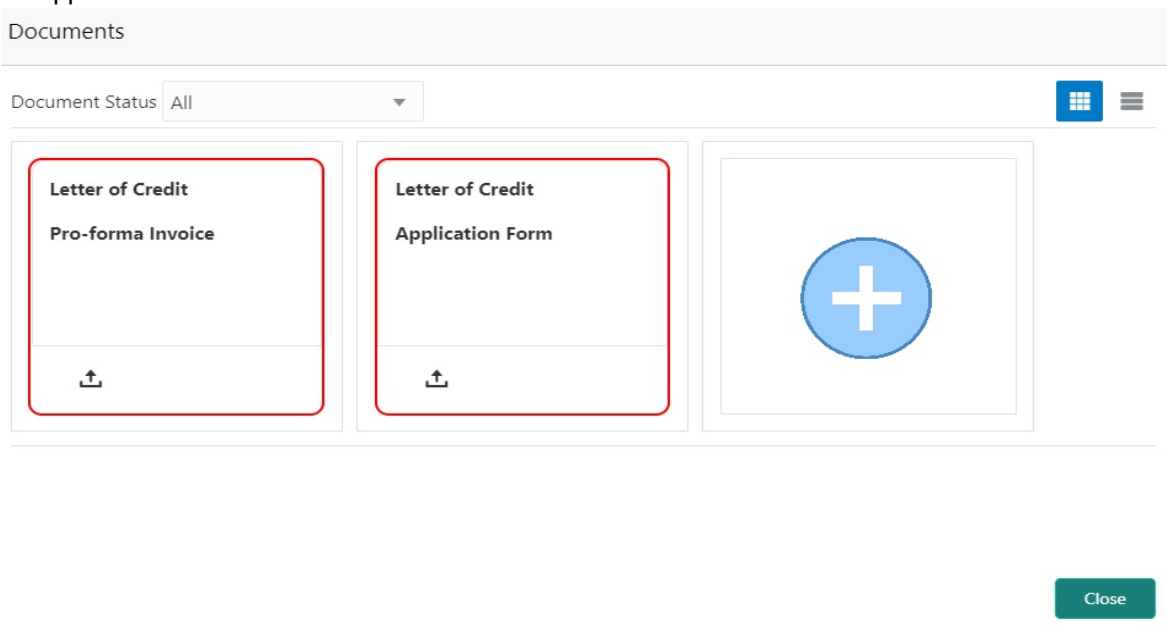 Documents
Document Status All
Letter of Credit
Pro-forma Invoice
Letter of Credit
Application Form
Close